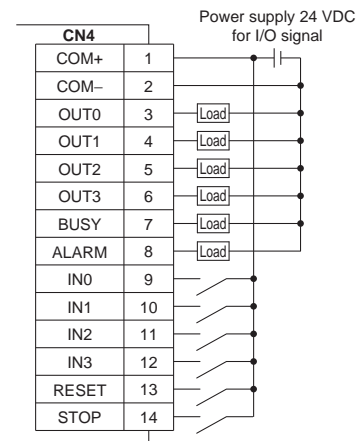 Power supply 24 VDC
for I/O signal
CN4
COM+ 1
COM– 2
OUT0 3 Load
OUT1 4 Load
OUT2 5 Load
OUT3 6 Load
BUSY 7 Load
ALARM 8 Load
IN0 9
IN1 10
IN2 11
IN3 12
RESET 13
STOP 14